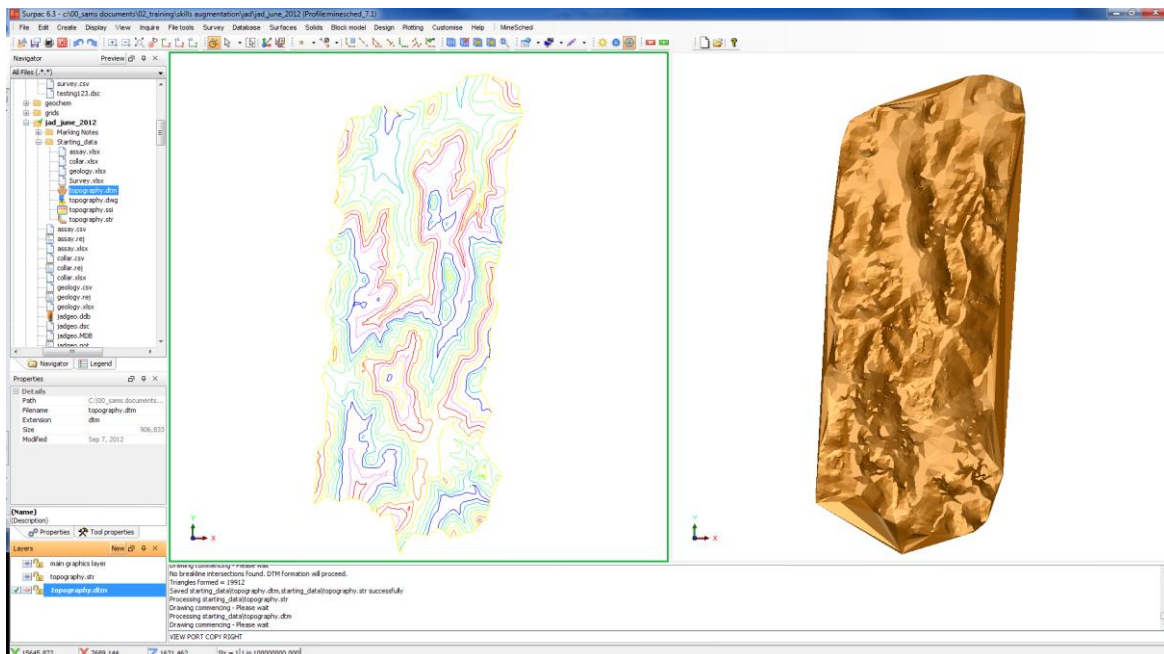 Surpac 6.3 - c:\00_sams documents\02_training\skills augmentation\jad\jad_june_2012 (Profile:minesched_7.1)
File Edit Create Display View Inquire File tools Survey Database Surfaces Solids Block model Design Plotting Customise Help MineSched
Navigator Preview
All Files (*.*)
survey.csv
testing123.dsc
geochem
grids
jad_june_2012
Marking Notes
Starting_data
assay.xlsx
collar.xlsx
geology.xlsx
Survey.xlsx
topography.dtm
topography.dwg
topography.ssi
topography.str
assay.csv
assay.rej
assay.xlsx
collar.csv
collar.rej
collar.xlsx
geology.csv
geology.rej
geology.xlsx
jadgeo.ddb
jadgeo.dsc
jadgeo.MDB
Navigator Legend
Properties
Details
Path C:\00_sams documents...
Filename topography.dtm
Extension dtm
Size 906,833
Modified Sep 7, 2012
(Name)
(Description)
Properties Tool properties
Layers New
main graphics layer
topography.str
topography.dtm
Y
X
Y
X
Drawing commencing - Please wait
No breakline intersections found. DTM formation will proceed.
Triangles formed = 19912
Saved starting_data\topography.dtm,starting_data\topography.str successfully
Processing starting_data\topography.str
Drawing commencing - Please wait
Processing starting_data\topography.dtm
Drawing commencing - Please wait
VIEW PORT COPY RIGHT